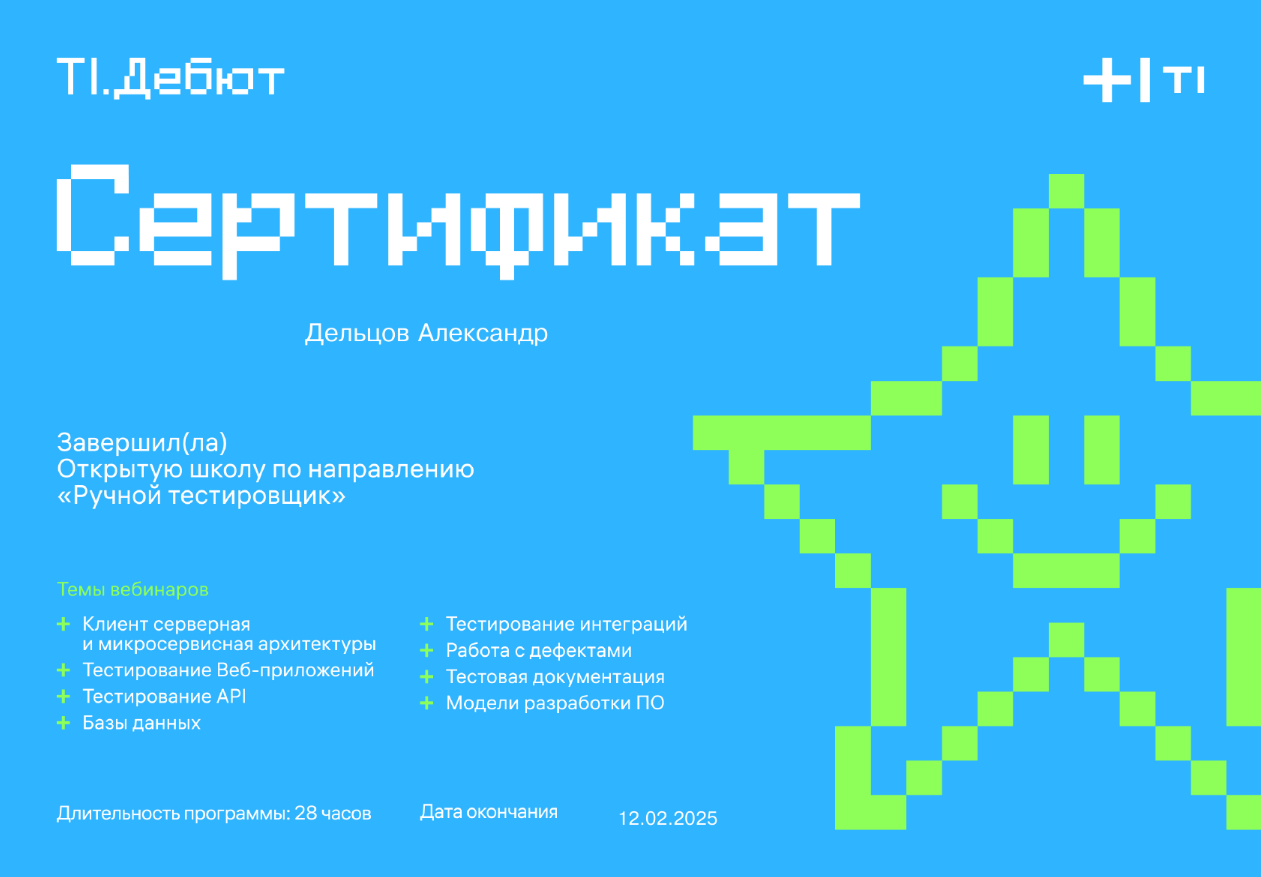 TI.Дебют
+I TI
Сертификат
Дельцов Александр
Завершил(ла)
Открытую школу по направлению
«Ручной тестировщик»
Темы вебинаров
+ Клиент серверная
и микросервисная архитектуры
+ Тестирование Веб-приложений
+ Тестирование API
+ Базы данных
+ Тестирование интеграций
+ Работа с дефектами
+ Тестовая документация
+ Модели разработки ПО
Длительность программы: 28 часов
Дата окончания
12.02.2025